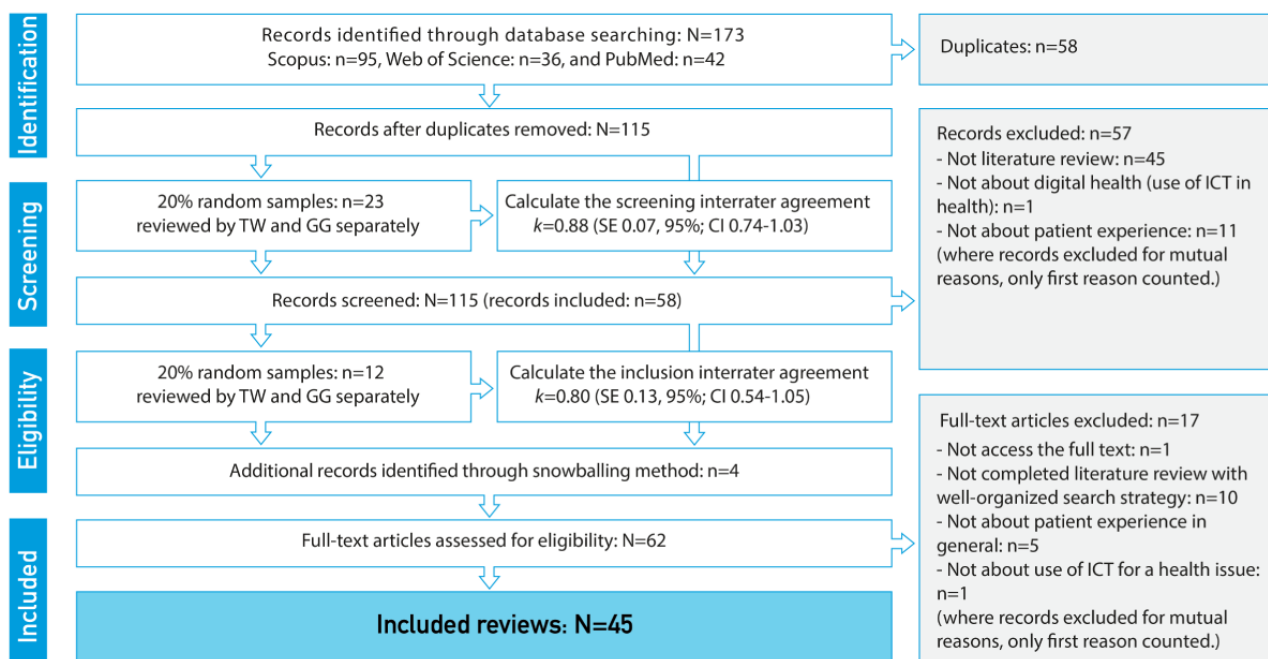 Identification
Records identified through database searching: N=173
Scopus: n=95, Web of Science: n=36, and PubMed: n=42
Duplicates: n=58
Records after duplicates removed: N=115
Records excluded: n=57
- Not literature review: n=45
- Not about digital health (use of ICT in
health): n=1
- Not about patient experience: n=11
(where records excluded for mutual
reasons, only first reason counted.)
Screening
20% random samples: n=23
reviewed by TW and GG separately
Calculate the screening interrater agreement
k=0.88 (SE 0.07, 95%; CI 0.74-1.03)
Records screened: N=115 (records included: n=58)
Eligibility
20% random samples: n=12
reviewed by TW and GG separately
Calculate the inclusion interrater agreement
k=0.80 (SE 0.13, 95%; CI 0.54-1.05)
Additional records identified through snowballing method: n=4
Full-text articles excluded: n=17
- Not access the full text: n=1
- Not completed literature review with
well-organized search strategy: n=10
- Not about patient experience in
general: n=5
- Not about use of ICT for a health issue:
n=1
(where records excluded for mutual
reasons, only first reason counted.)
Included
Full-text articles assessed for eligibility: N=62
Included reviews: N=45